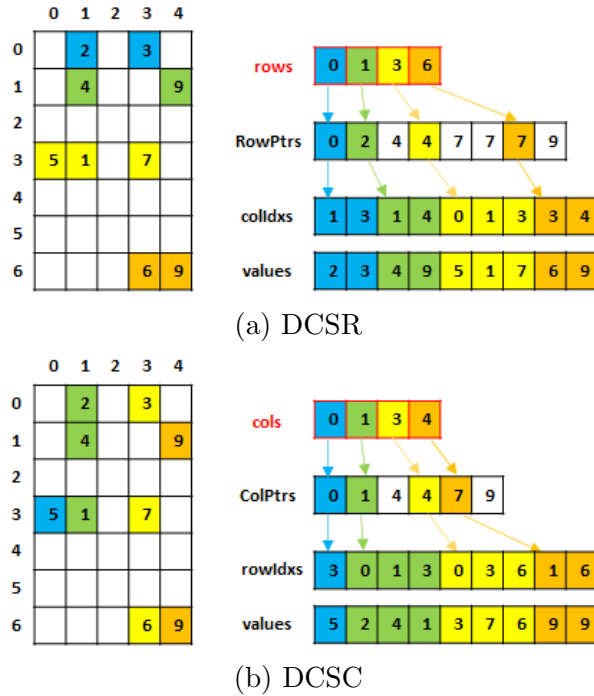 0 1 2 3 4
0 2 3
rows 0 1 3 6
1 4 9
2
RowPtrs 0 2 4 4 7 7 7 9
3 5 1 7
4
colIdxs 1 3 1 4 0 1 3 3 4
5
6 6 9
values 2 3 4 9 5 1 7 6 9
(a) DCSR
0 1 2 3 4
0 2 3
cols 0 1 3 4
1 4 9
2
ColPtrs 0 1 4 4 7 9
3 5 1 7
4
rowIdxs 3 0 1 3 0 3 6 1 6
5
6 6 9
values 5 2 4 1 3 7 6 9 9
(b) DCSC